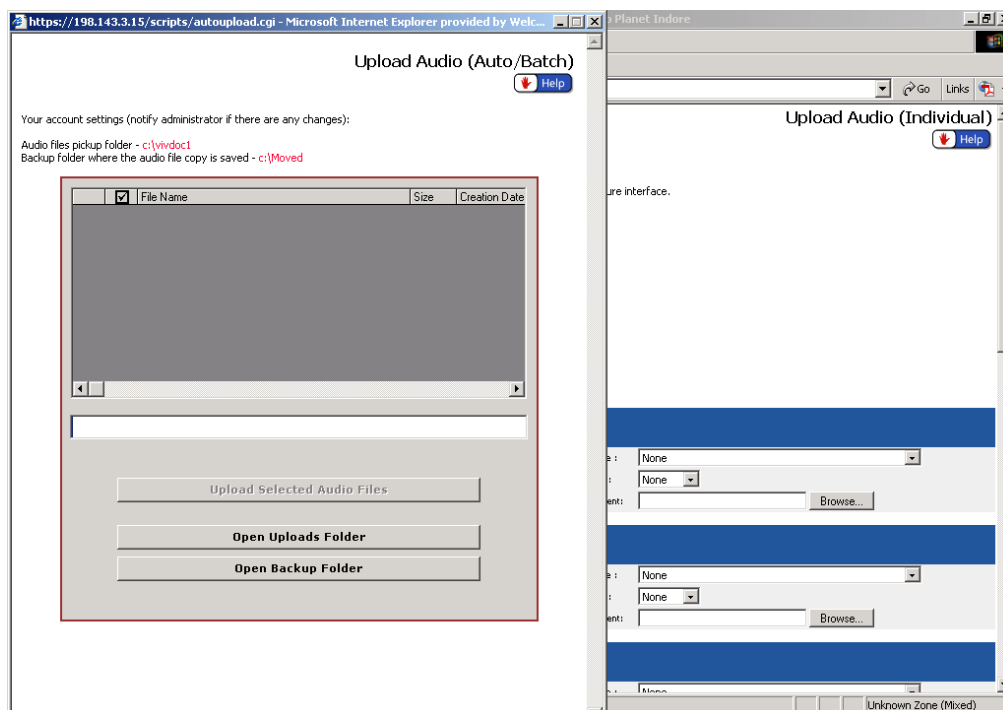 https://198.143.3.15/scripts/autoupload.cgi - Microsoft Internet Explorer provided by Welc...
Upload Audio (Auto/Batch)
Help
Your account settings (notify administrator if there are any changes):
Audio files pickup folder - c:\vivdoc1
Backup folder where the audio file copy is saved - c:\Moved
File Name Size Creation Date
Upload Selected Audio Files
Open Uploads Folder
Open Backup Folder
Planet Indore
Go Links
Upload Audio (Individual)
Help
ure interface.
None
None
ent: Browse...
None
None
ent: Browse...
None
Unknown Zone (Mixed)